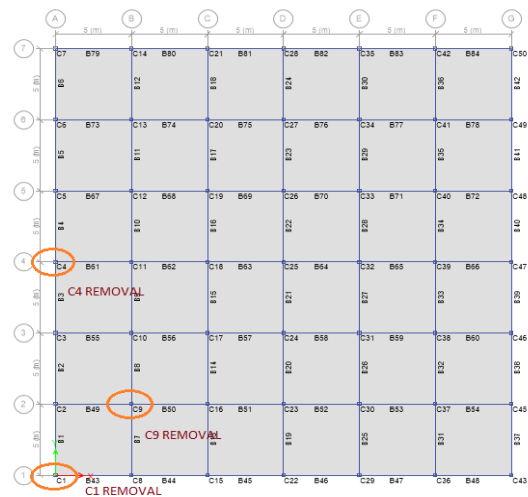 A B C D E F G
5 (m) 5 (m) 5 (m) 5 (m) 5 (m) 5 (m)
7 C7 B79 C14 B80 C21 B81 C28 B82 C35 B83 C42 B84 C50
5 (m) B6 B12 B18 B24 B30 B36 B42
6 C6 B73 C13 B74 C20 B75 C27 B76 C34 B77 C41 B78 C49
5 (m) B5 B11 B17 B23 B29 B35 B41
5 C5 B67 C12 B68 C19 B69 C26 B70 C33 B71 C40 B72 C48
5 (m) B4 B10 B16 B22 B28 B34 B40
4 C4 B61 C11 B62 C18 B63 C25 B64 C32 B65 C39 B66 C47
5 (m) B3 B15 B21 B27 B33 B39
C4 REMOVAL
3 C3 B55 C10 B56 C17 B57 C24 B58 C31 B59 C38 B60 C46
5 (m) B2 B8 B14 B20 B26 B32 B38
2 C2 B49 C9 B50 C16 B51 C23 B52 C30 B53 C37 B54 C45
5 (m) B1 B7 B19 B25 B31 B37
C9 REMOVAL
1 C1 X B43 C8 B44 C15 B45 C22 B46 C29 B47 C36 B48
C1 REMOVAL